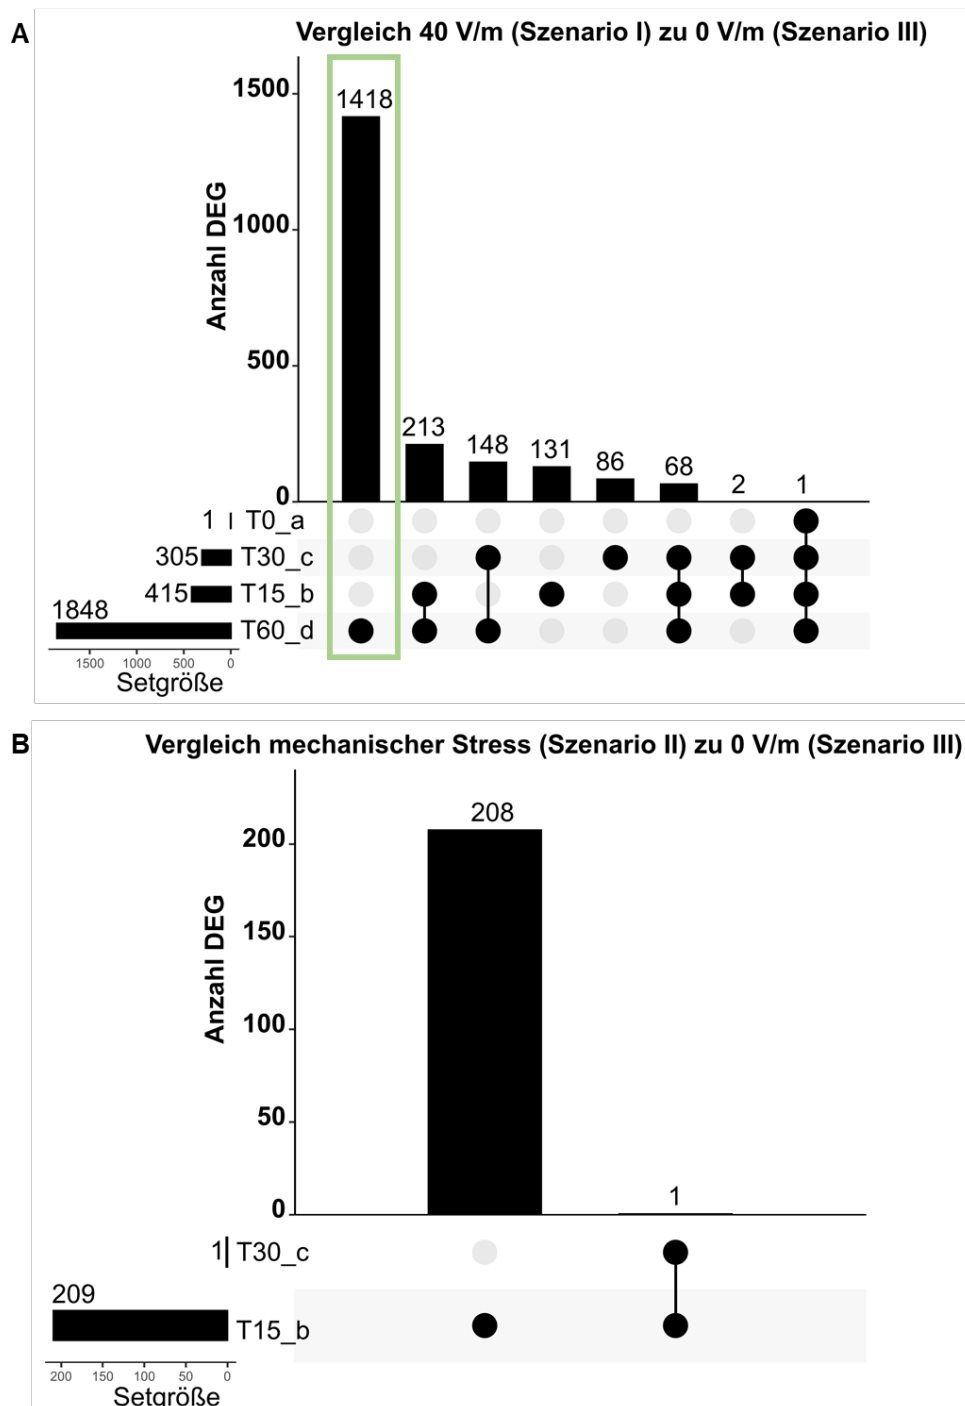 A
Vergleich 40 V/m (Szenario I) zu 0 V/m (Szenario III)
Anzahl DEG
1500
1000
500
0
1418
213
148
131
86
68
2
1
1 T0_a
305 T30_c
415 T15_b
1848 T60_d
1500 1000 500 0
Setgröße
B
Vergleich mechanischer Stress (Szenario II) zu 0 V/m (Szenario III)
Anzahl DEG
200
150
100
50
0
208
1
1 T30_c
209 T15_b
200 150 100 50 0
Setgröße